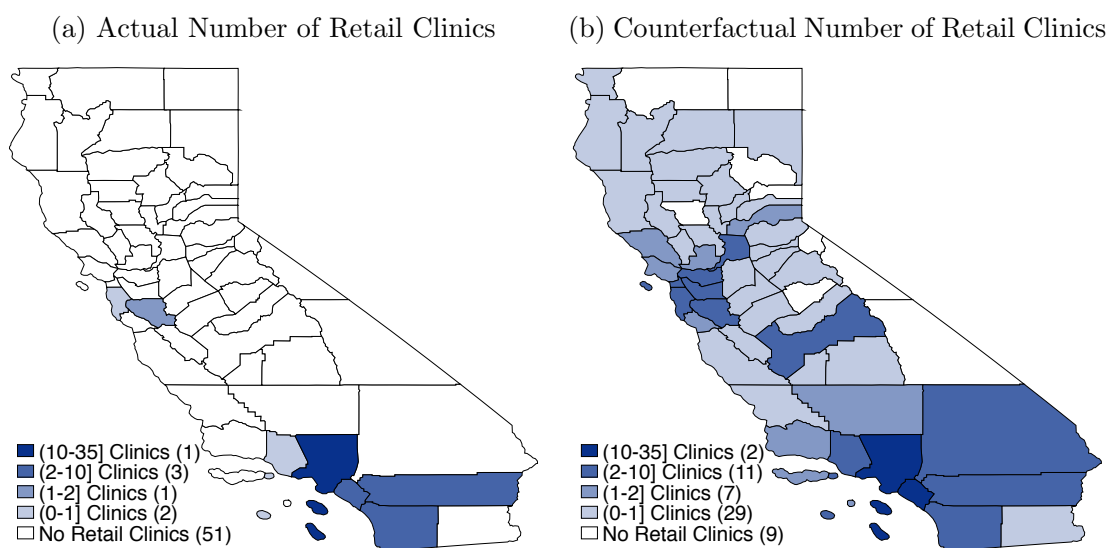 (a) Actual Number of Retail Clinics
(10-35] Clinics (1)
(2-10] Clinics (3)
(1-2] Clinics (1)
(0-1] Clinics (2)
No Retail Clinics (51)
(b) Counterfactual Number of Retail Clinics
(10-35] Clinics (2)
(2-10] Clinics (11)
(1-2] Clinics (7)
(0-1] Clinics (29)
No Retail Clinics (9)